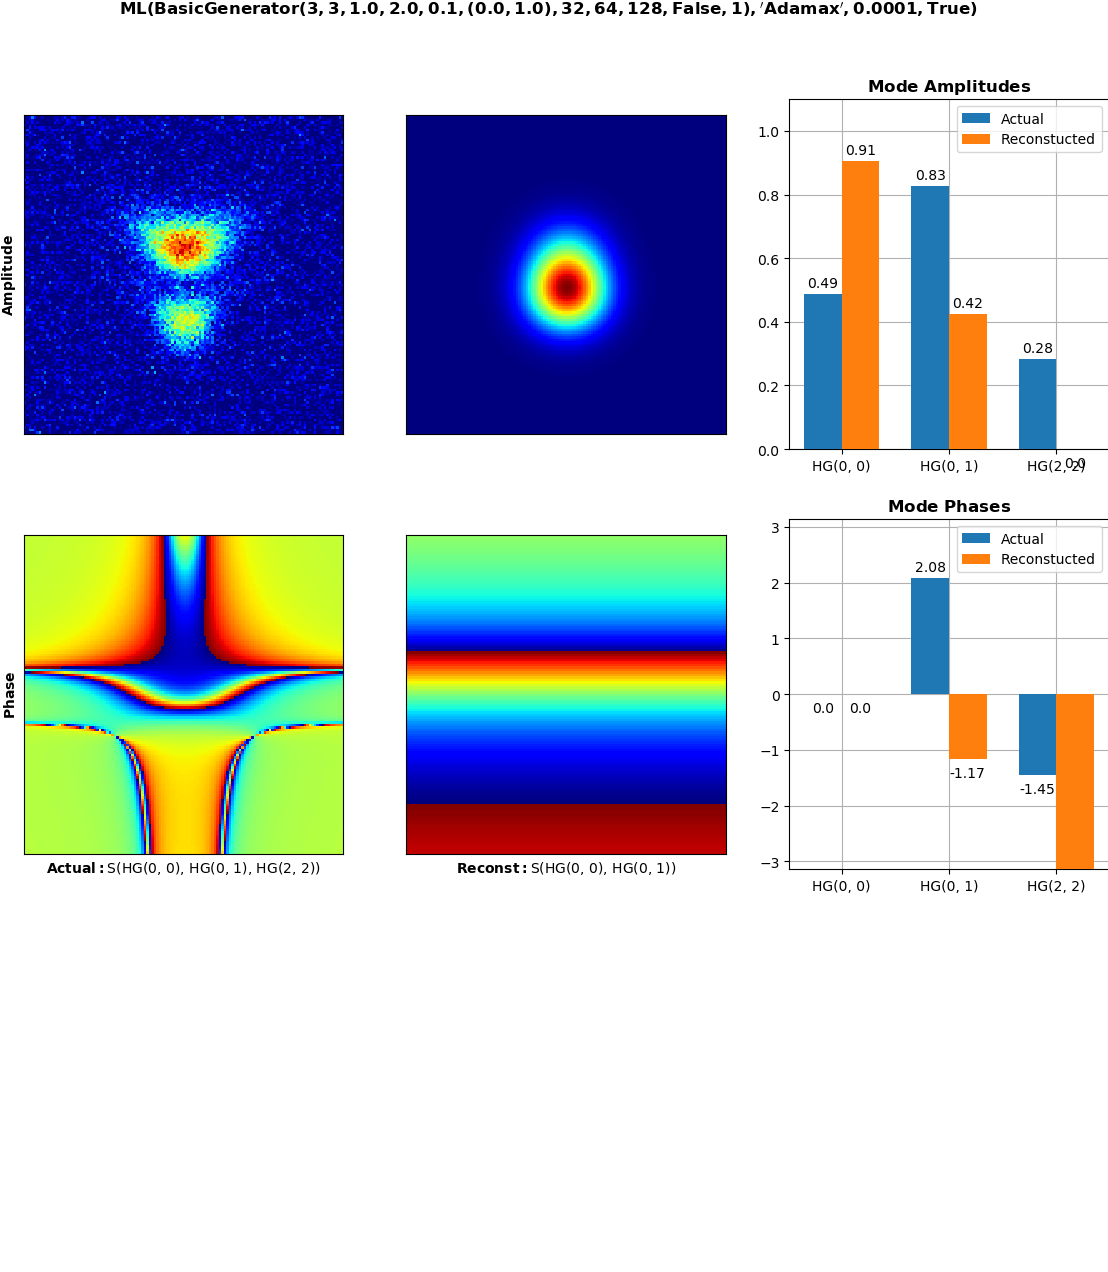 ML(BasicGenerator(3, 3, 1.0, 2.0, 0.1, (0.0, 1.0), 32, 64, 128, False, 1), 'Adamax', 0.0001, True)
Amplitude
Mode Amplitudes
Actual
Reconstucted
1.0
0.8
0.6
0.4
0.2
0.0
0.49
0.91
0.83
0.42
0.28
0.0
HG(0, 0)
HG(0, 1)
HG(2, 2)
Phase
Actual: S(HG(0, 0), HG(0, 1), HG(2, 2))
Reconst: S(HG(0, 0), HG(0, 1))
Mode Phases
Actual
Reconstucted
3
2
1
0
−1
−2
−3
0.0
0.0
2.08
-1.17
-1.45
HG(0, 0)
HG(0, 1)
HG(2, 2)